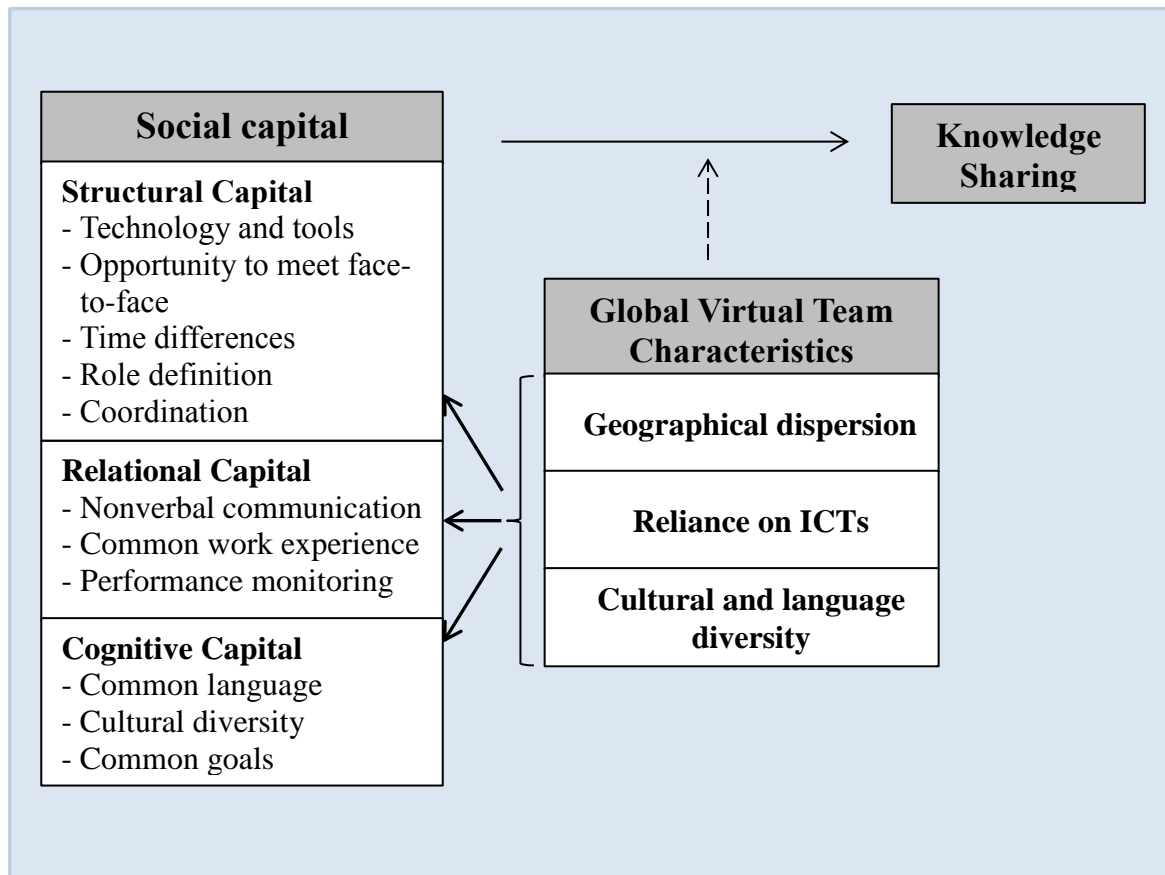 Social capital
Structural Capital
- Technology and tools
- Opportunity to meet face-
to-face
- Time differences
- Role definition
- Coordination
Relational Capital
- Nonverbal communication
- Common work experience
- Performance monitoring
Cognitive Capital
- Common language
- Cultural diversity
- Common goals
Global Virtual Team
Characteristics
Geographical dispersion
Reliance on ICTs
Cultural and language
diversity
Knowledge
Sharing